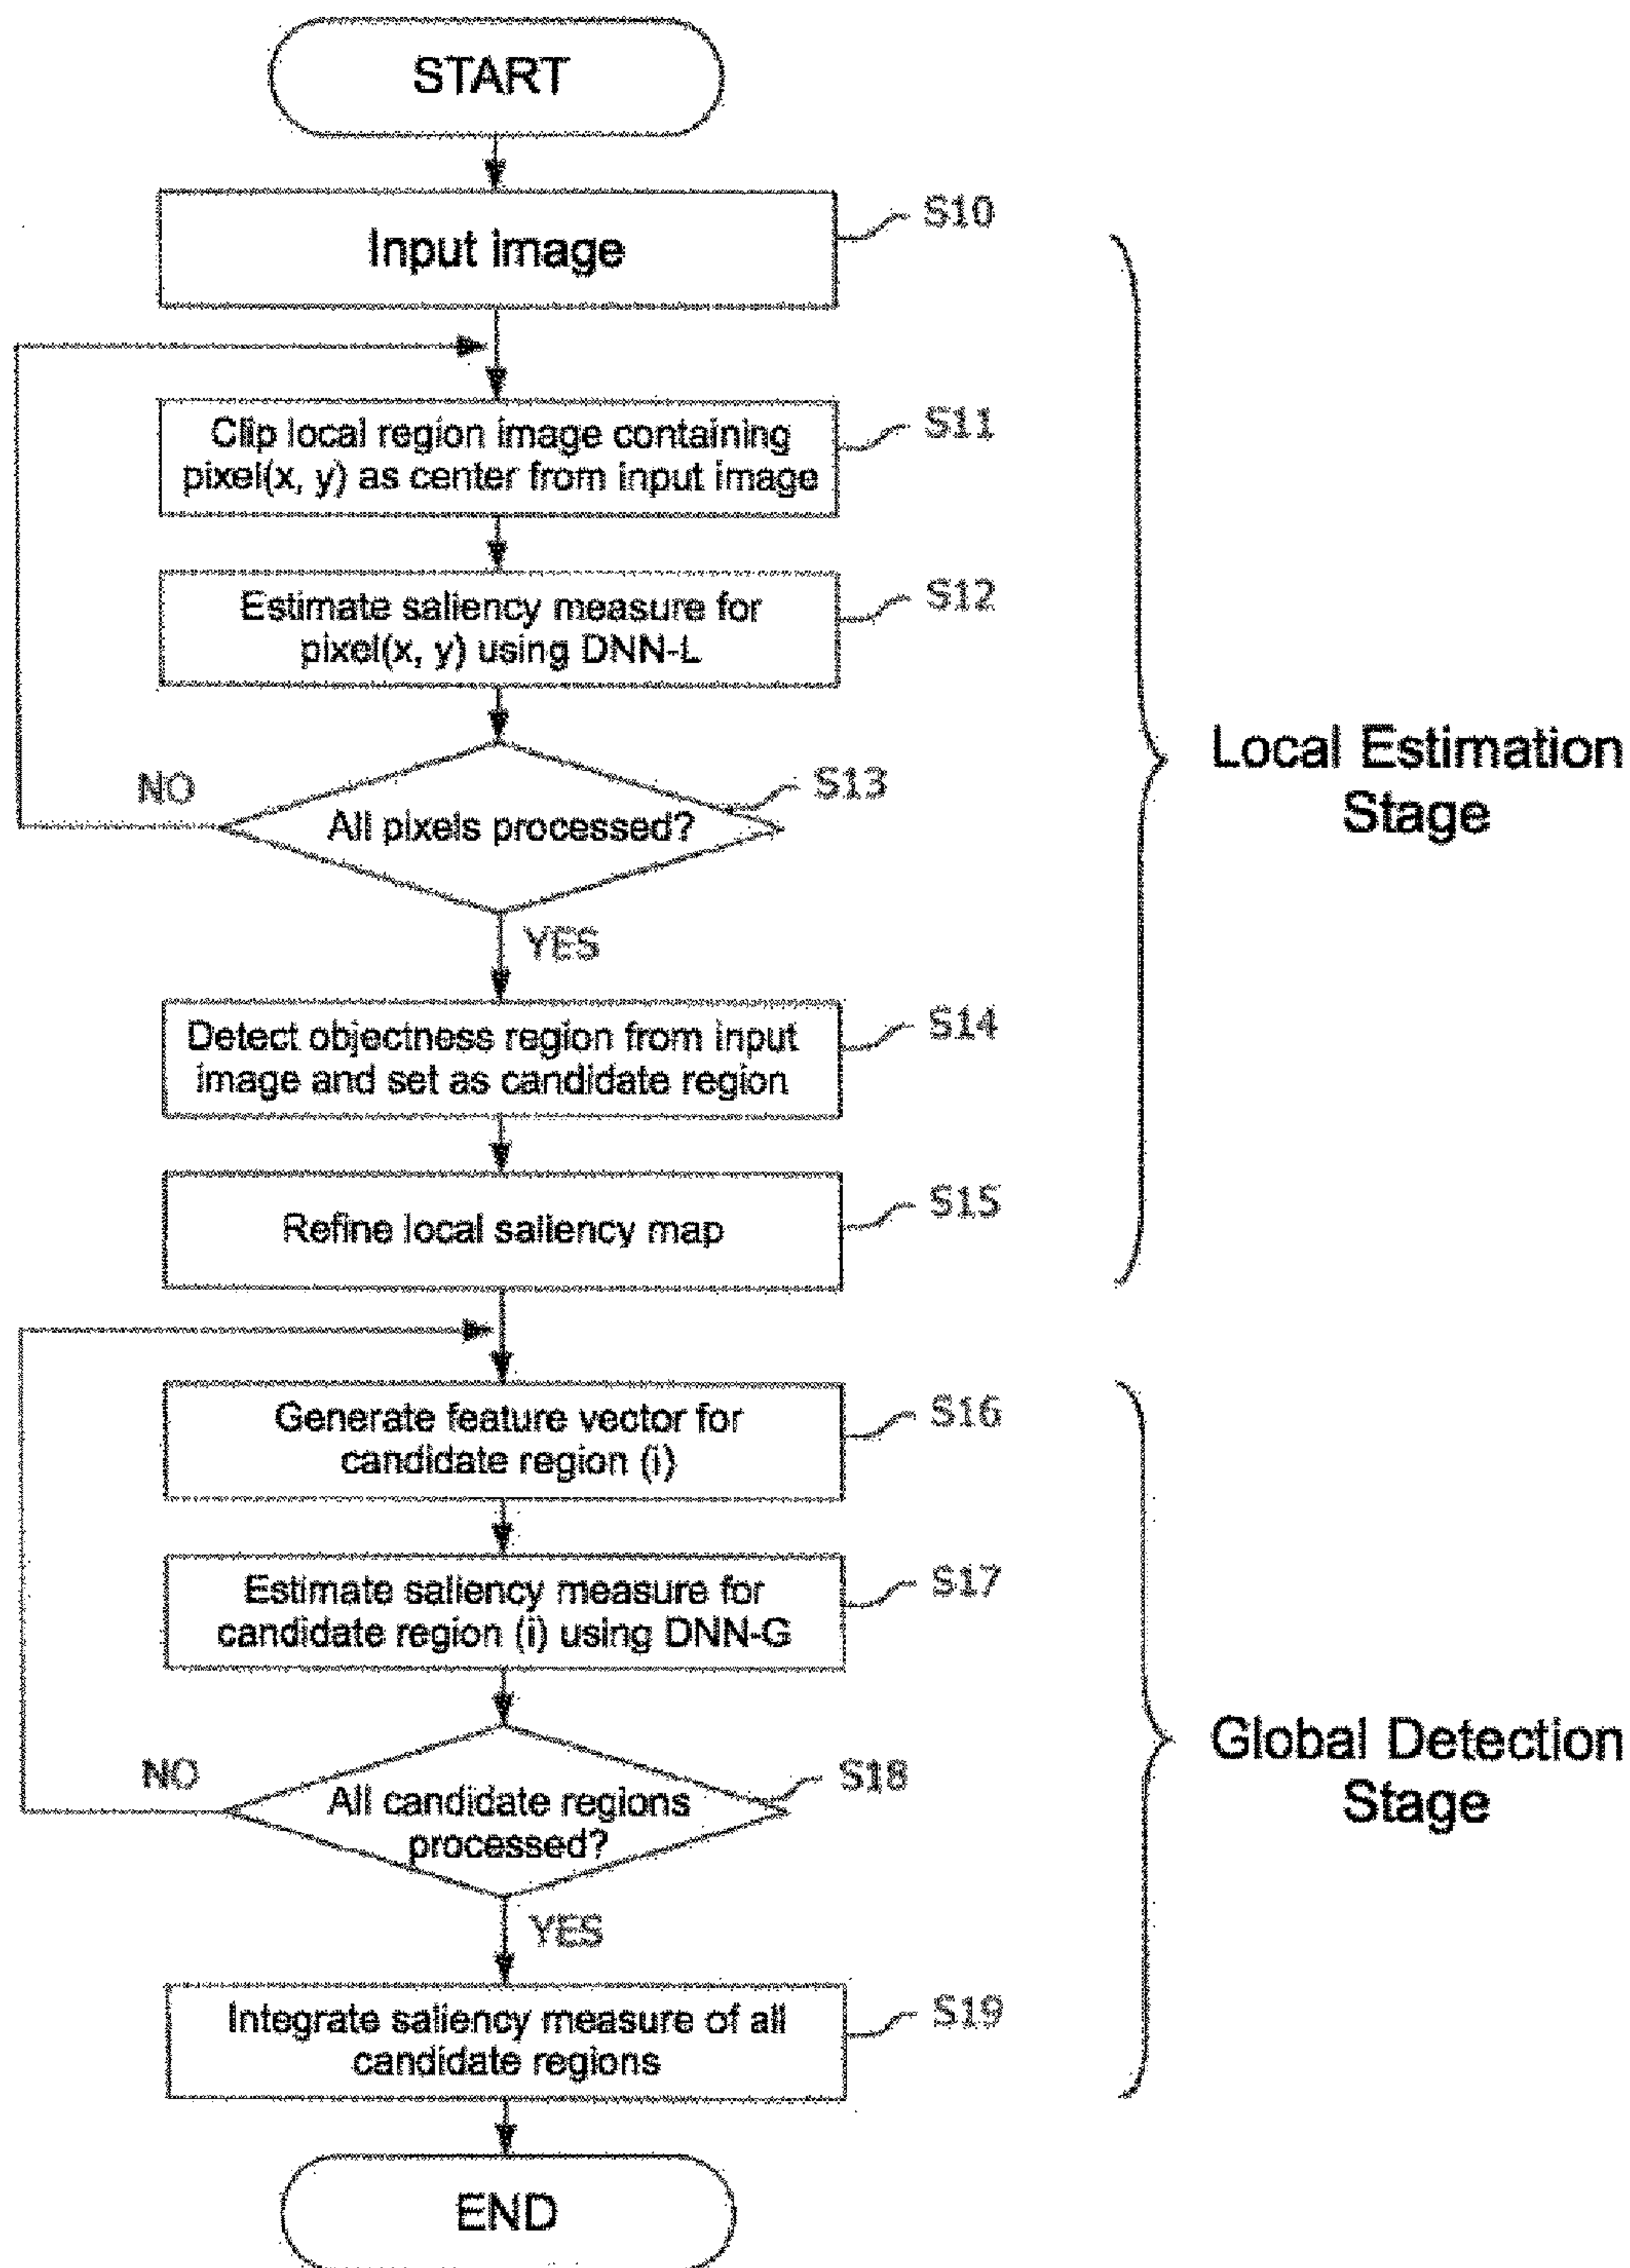 START
Input image
S10
Clip local region image containing
pixel(x, y) as center from input image
S11
Estimate saliency measure for
pixel(x, y) using DNN-L
S12
All pixels processed?
S13
NO
YES
Local Estimation
Stage
Detect objectness region from input
image and set as candidate region
S14
Refine local saliency map
S15
Generate feature vector for
candidate region (i)
S16
Estimate saliency measure for
candidate region (i) using DNN-G
S17
All candidate regions
processed?
S18
NO
YES
Global Detection
Stage
Integrate saliency measure of all
candidate regions
S19
END